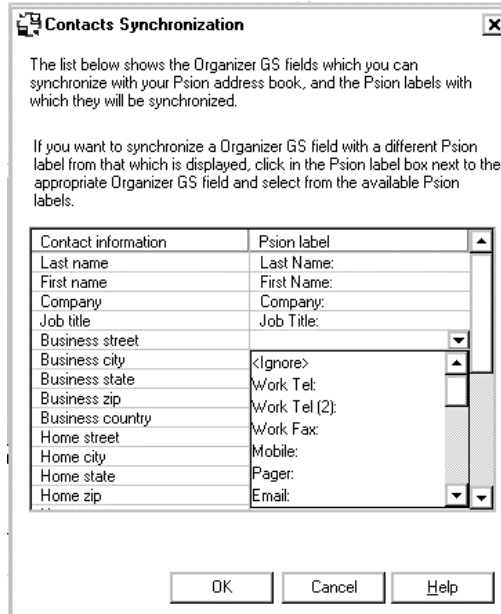 Contacts Synchronization
The list below shows the Organizer GS fields which you can
synchronize with your Psion address book, and the Psion labels with
which they will be synchronized.
If you want to synchronize a Organizer GS field with a different Psion
label from that which is displayed, click in the Psion label box next to the
appropriate Organizer GS field and select from the available Psion
labels.
Contact information Psion label
Last name Last Name:
First name First Name:
Company Company:
Job title Job Title:
Business street
Business city <Ignore>
Business state Work Tel:
Business zip Work Tel (2):
Business country Work Fax:
Home street Mobile:
Home city Pager:
Home state Email:
Home zip
OK Cancel Help